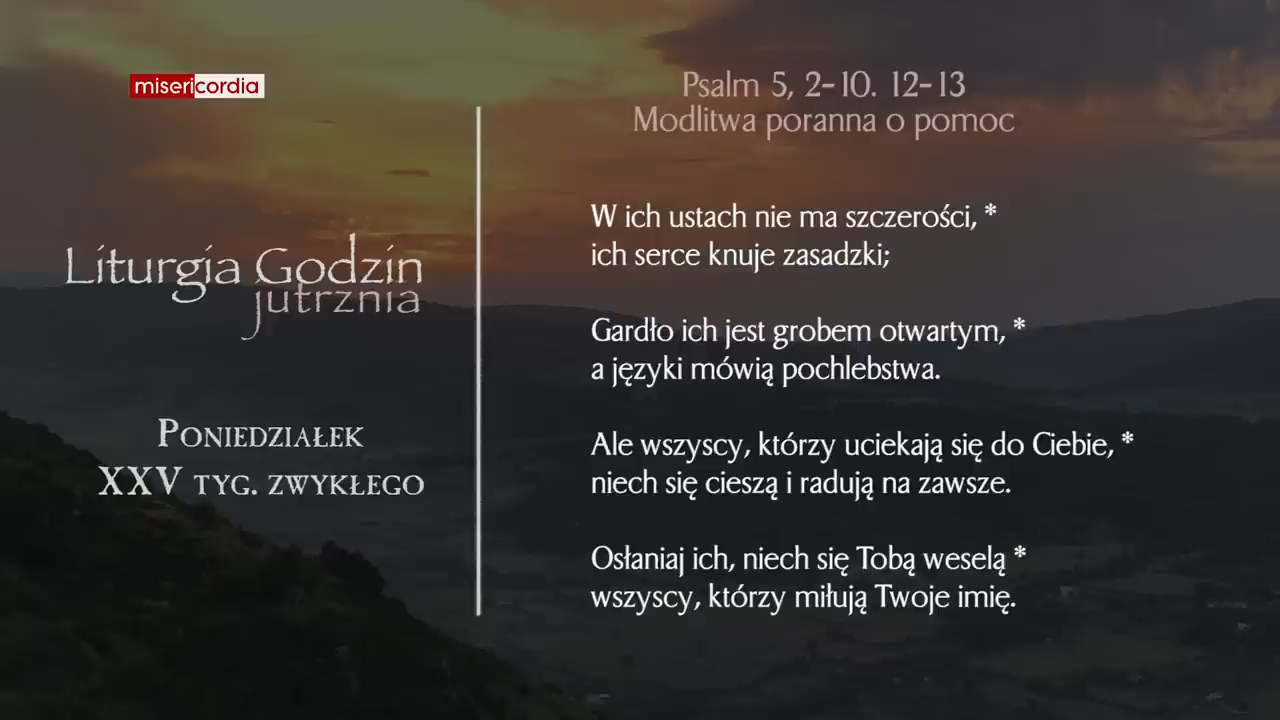 misericordia
Liturgia Godzin
jutrznia
Poniedziałek
XXV tyg. zwykłego
Psalm 5, 2-10. 12-13
Modlitwa poranna o pomoc
W ich ustach nie ma szczerości, *
ich serce knuje zasadzki;
Gardło ich jest grobem otwartym, *
a języki mówią pochlebstwa.
Ale wszyscy, którzy uciekają się do Ciebie, *
niech się cieszą i radują na zawsze.
Osłaniaj ich, niech się Tobą weselą *
wszyscy, którzy miłują Twoje imię.